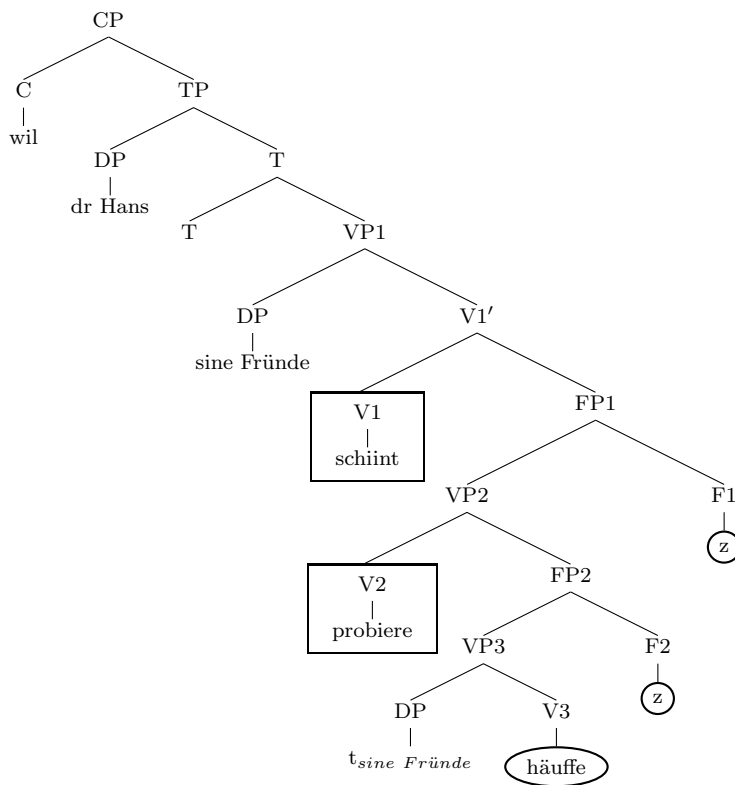 CP
C TP
wil
DP T
dr Hans
T VP1
DP V1′
sine Fründe
V1 FP1
schiint
VP2 F1
z
V2 FP2
probiere
VP3 F2
z
DP V3
t sine Fründe häuffe